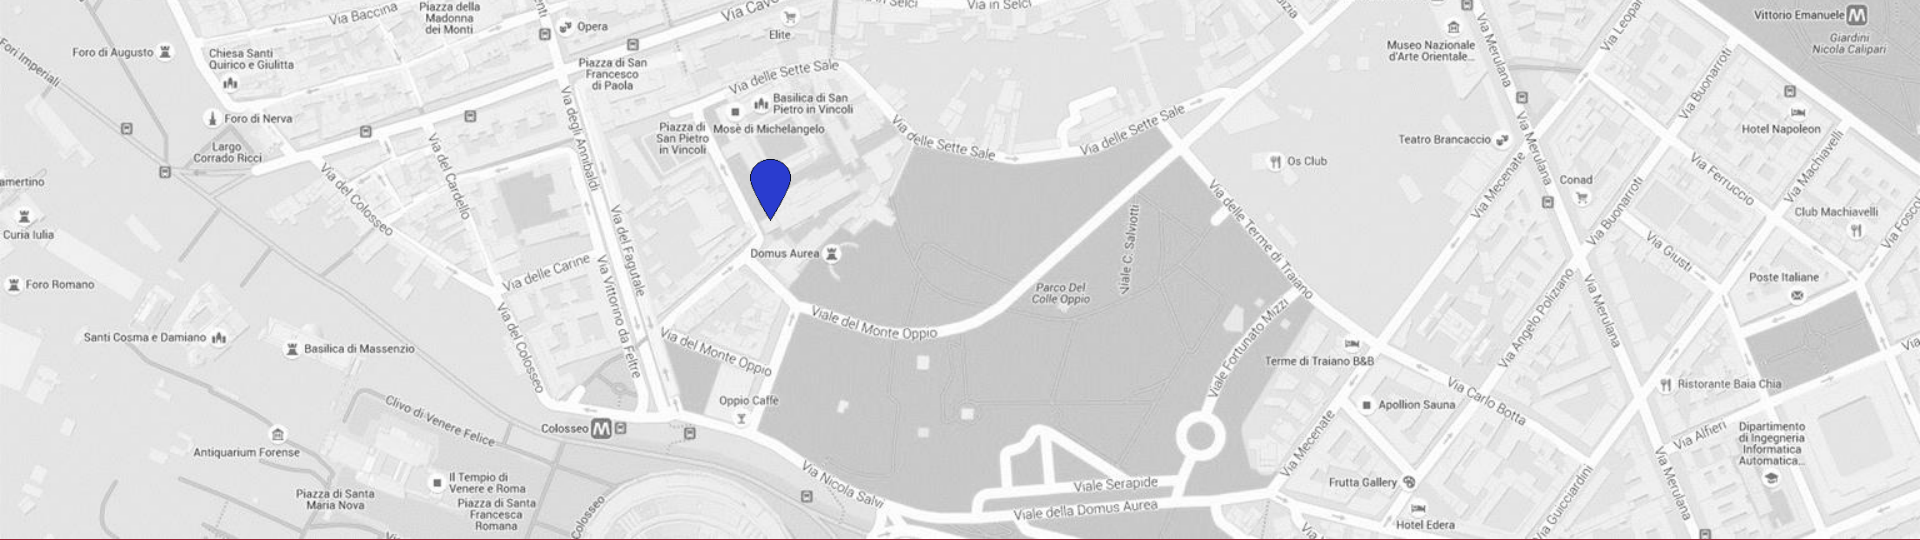 Via Baccina
Piazza della
Madonna
dei Monti
Opera
Elite
Via in Selci
Vittorio Emanuele
Giardini
Nicola Calipari
Museo Nazionale
d'Arte Orientale...
Via Merulana
Foro di Augusto
Chiesa Santi
Quirico e Giulitta
Piazza di San
Francesco
di Paola
Via delle Sette Sale
Basilica di San
Pietro in Vincoli
Mosè di Michelangelo
Piazza di
San Pietro
in Vincoli
Foro di Nerva
Largo
Corrado Ricci
Fori Imperiali
Via degli Annibaldi
Via del Cardello
Via del Colosseo
Via delle Sette Sale
Via delle Sette Sale
Os Club
Teatro Brancaccio
Via Merulana
Via Buonarroti
Hotel Napoleon
Via Machiavelli
Via Ferruccio
Conad
Via Mecenate
Via Buonarroti
Club Machiavelli
Via Giusti
Poste Italiane
Curia Iulia
Foro Romano
Via delle Carine
Via del Fagutale
Via Vittorino da Feltre
Domus Aurea
Viale C. Salviotti
Via delle Terme di Traiano
Parco Del
Colle Oppio
Viale del Monte Oppio
Via del Monte Oppio
Via del Colosseo
Santi Cosma e Damiano
Basilica di Massenzio
Viale Fortunato Mizzi
Terme di Traiano B&B
Via Angelo Poliziano
Via Merulana
Ristorante Baia Chia
Apollion Sauna
Via Carlo Botta
Oppio Caffe
Colosseo
Clivo di Venere Felice
Antiquarium Forense
Il Tempio di
Venere e Roma
Piazza di Santa
Maria Nova
Piazza di Santa
Francesca
Romana
Colosseo
Via Nicola Salvi
Viale Serapide
Viale della Domus Aurea
Via Mecenate
Frutta Gallery
Hotel Edera
Via Guicciardini
Via Alfieri
Via Merulana
Dipartimento
di Ingegneria
Informatica
Automatica...